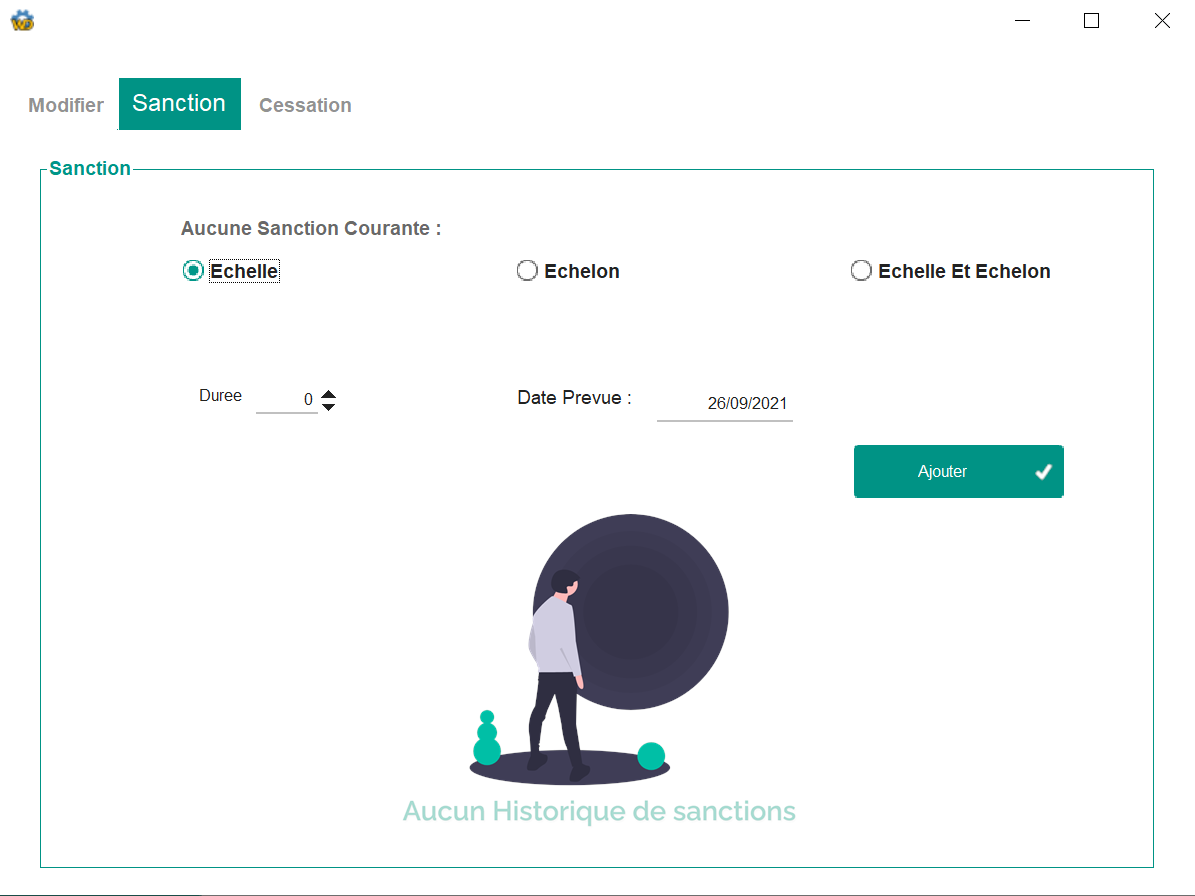 Modifier Sanction Cessation
Sanction
Aucune Sanction Courante :
Echelle Echelon Echelle Et Echelon
Duree 0 Date Prevue : 26/09/2021
Ajouter
Aucun Historique de sanctions